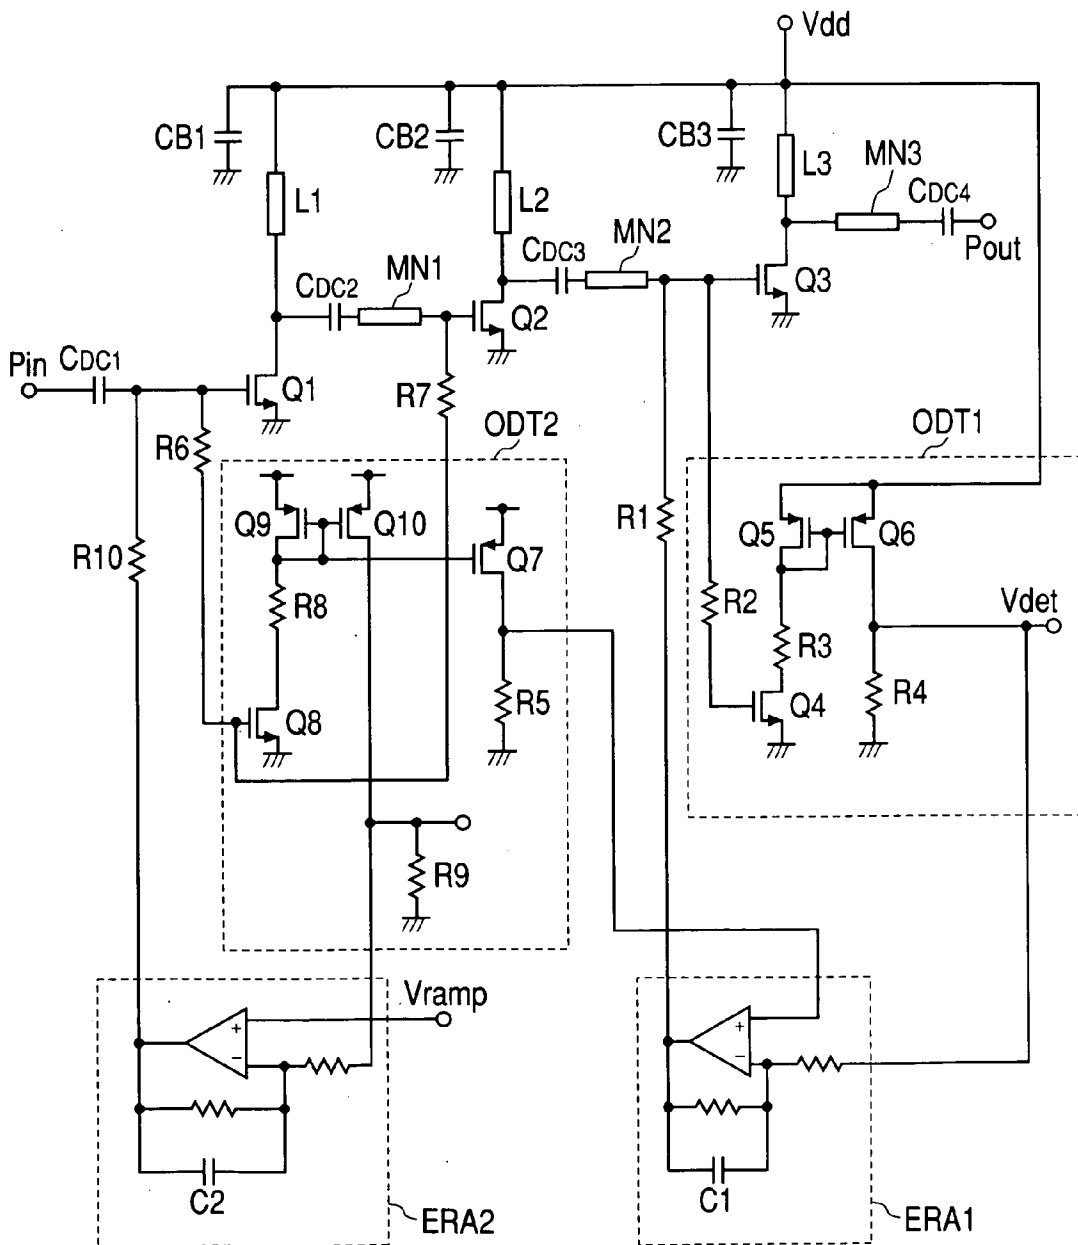 Vdd
CB1
CB2
CB3
L1
L2
L3
MN3
CDC4
Pout
MN2
CDC3
Q3
MN1
CDC2
Q2
Pin
CDC1
Q1
R7
R6
ODT2
ODT1
Q9
Q10
Q7
R10
R1
Q5
Q6
R8
R2
Vdet
R3
R5
R4
Q8
Q4
R9
Vramp
+
−
+
−
C2
C1
ERA2
ERA1